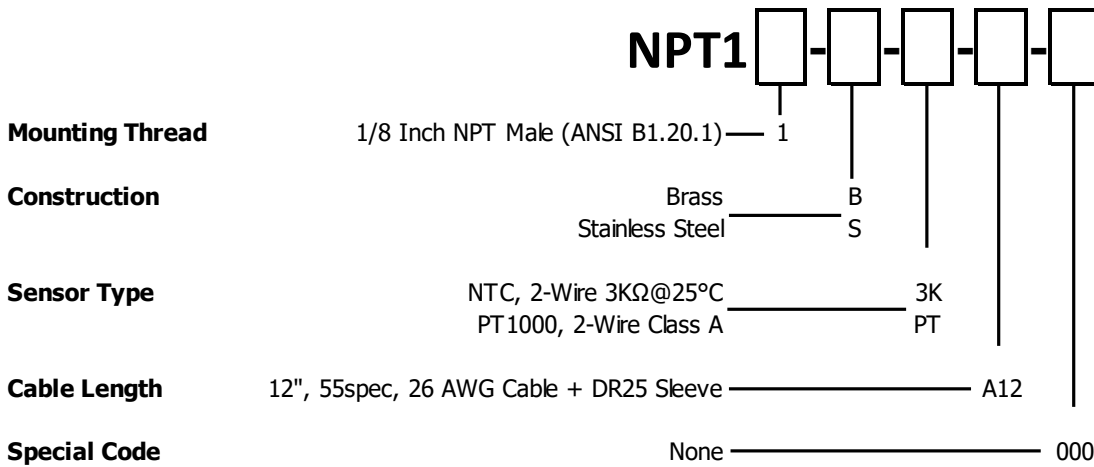 NPT1 - - - -
Mounting Thread 1/8 Inch NPT Male (ANSI B1.20.1) 1
Construction Brass B
Stainless Steel S
Sensor Type NTC, 2-Wire 3KΩ@25°C 3K
PT1000, 2-Wire Class A PT
Cable Length 12", 55spec, 26 AWG Cable + DR25 Sleeve A12
Special Code None 000